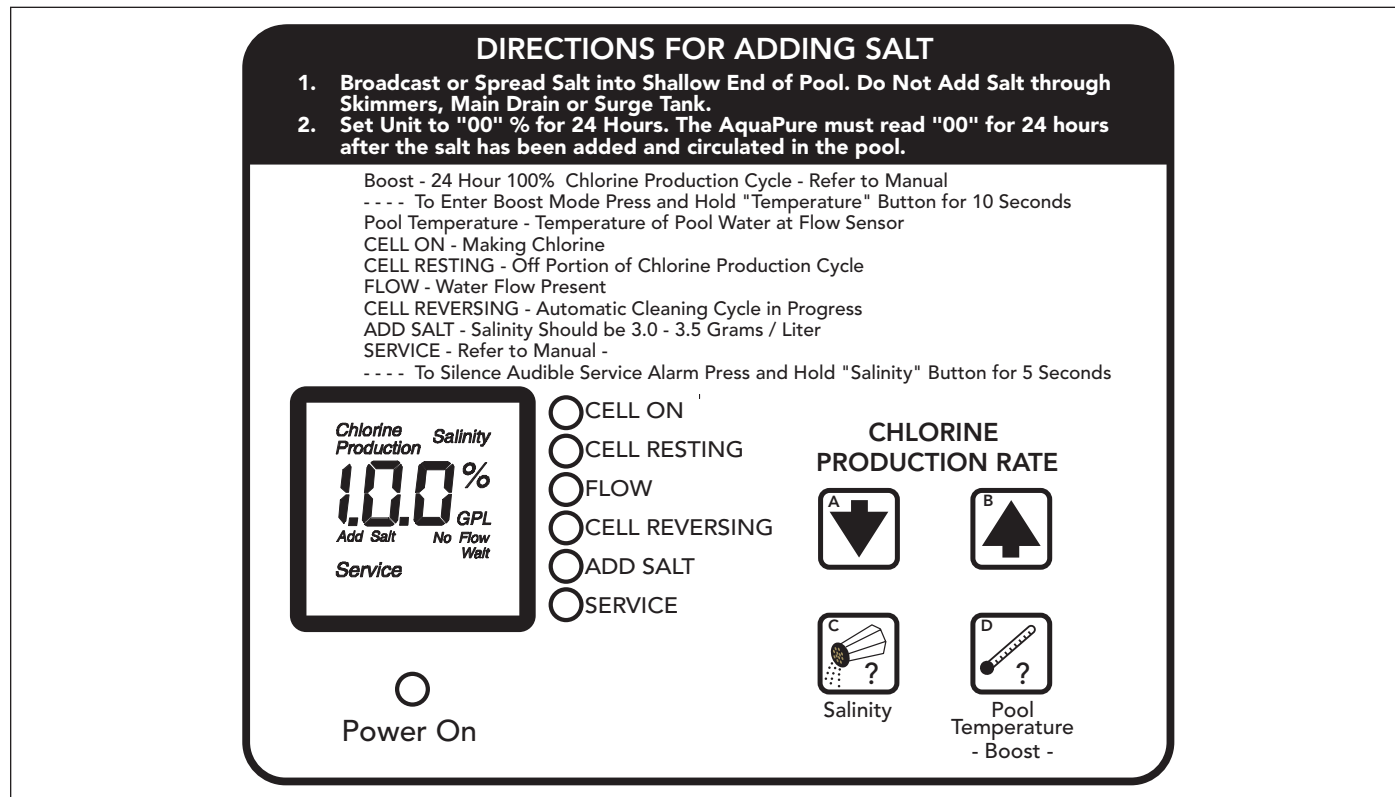 DIRECTIONS FOR ADDING SALT
1. Broadcast or Spread Salt into Shallow End of Pool. Do Not Add Salt through
Skimmers, Main Drain or Surge Tank.
2. Set Unit to "00" % for 24 Hours. The AquaPure must read "00" for 24 hours
after the salt has been added and circulated in the pool.
Boost - 24 Hour 100% Chlorine Production Cycle - Refer to Manual
- - - - To Enter Boost Mode Press and Hold "Temperature" Button for 10 Seconds
Pool Temperature - Temperature of Pool Water at Flow Sensor
CELL ON - Making Chlorine
CELL RESTING - Off Portion of Chlorine Production Cycle
FLOW - Water Flow Present
CELL REVERSING - Automatic Cleaning Cycle in Progress
ADD SALT - Salinity Should be 3.0 - 3.5 Grams / Liter
SERVICE - Refer to Manual -
- - - - To Silence Audible Service Alarm Press and Hold "Salinity" Button for 5 Seconds
Chlorine
Production Salinity
1.0.0 %
GPL
Add Salt No Flow
Wait
Service
Power On
CELL ON
CELL RESTING
FLOW
CELL REVERSING
ADD SALT
SERVICE
CHLORINE
PRODUCTION RATE
A
B
C
?
Salinity
D
?
Pool
Temperature
- Boost -